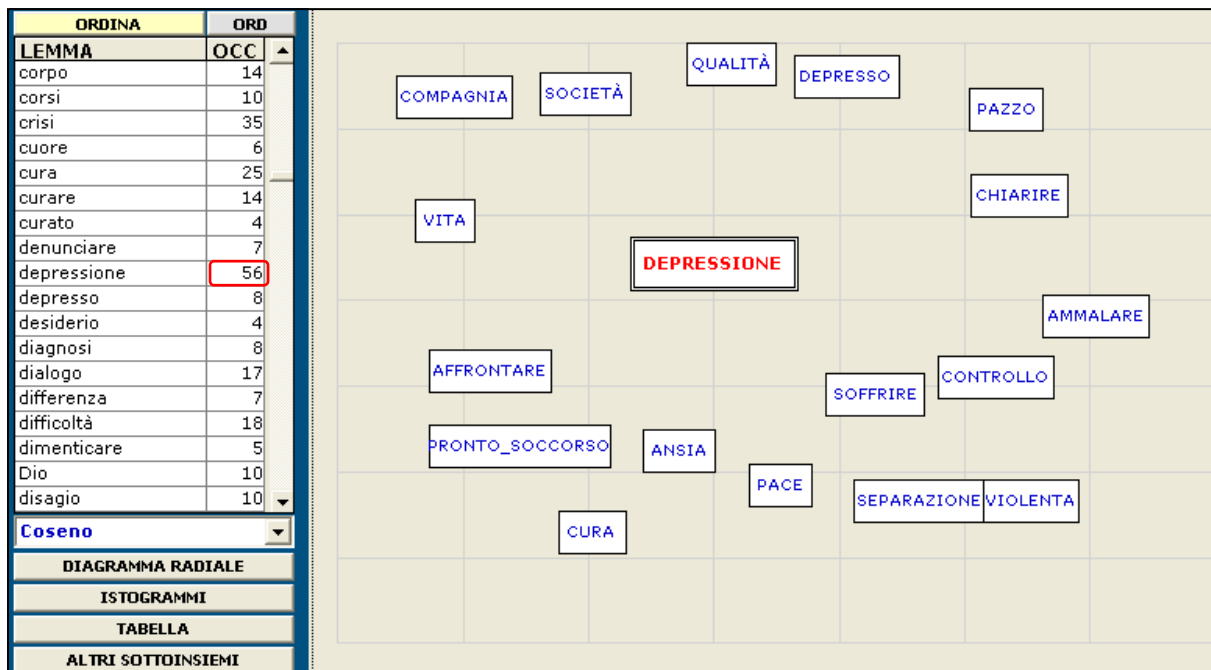 ORDINA ORD
LEMMA OCC
corpo 14
corsi 10
crisi 35
cuore 6
cura 25
curare 14
curato 4
denunciare 7
depressione 56
depresso 8
desiderio 4
diagnosi 8
dialogo 17
differenza 7
difficoltà 18
dimenticare 5
Dio 10
disagio 10
Coseno
DIAGRAMMA RADIALE
ISTOGRAMMI
TABELLA
ALTRI SOTTOINSIEMI
QUALITÀ
DEPRESSO
COMPAGNIA
SOCIETÀ
PAZZO
CHIARIRE
VITA
DEPRESSIONE
AMMALARE
AFFRONTARE
CONTROLLO
SOFFRIRE
PRONTO_SOCCORSO
ANSIA
PACE
SEPARAZIONE
VIOLENTA
CURA